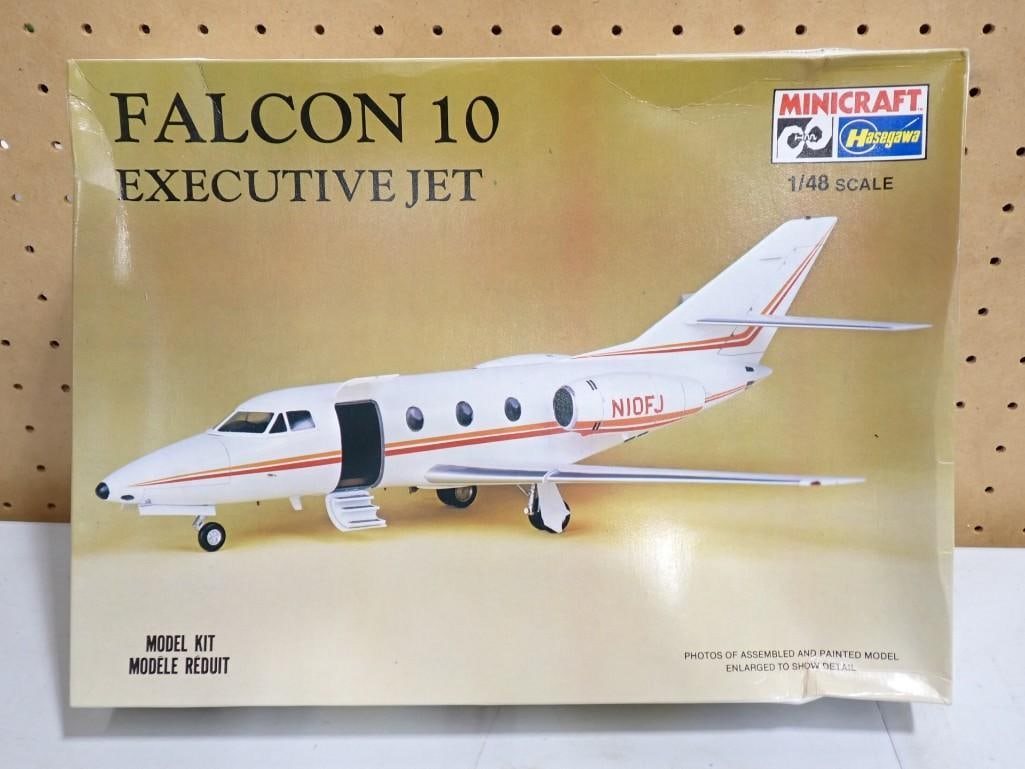 FALCON 10
EXECUTIVE JET
MINICRAFT
Hasegawa
1/48 SCALE
N10FJ
MODEL KIT
MODÈLE RÉDUIT
PHOTOS OF ASSEMBLED AND PAINTED MODEL
ENLARGED TO SHOW DETAIL